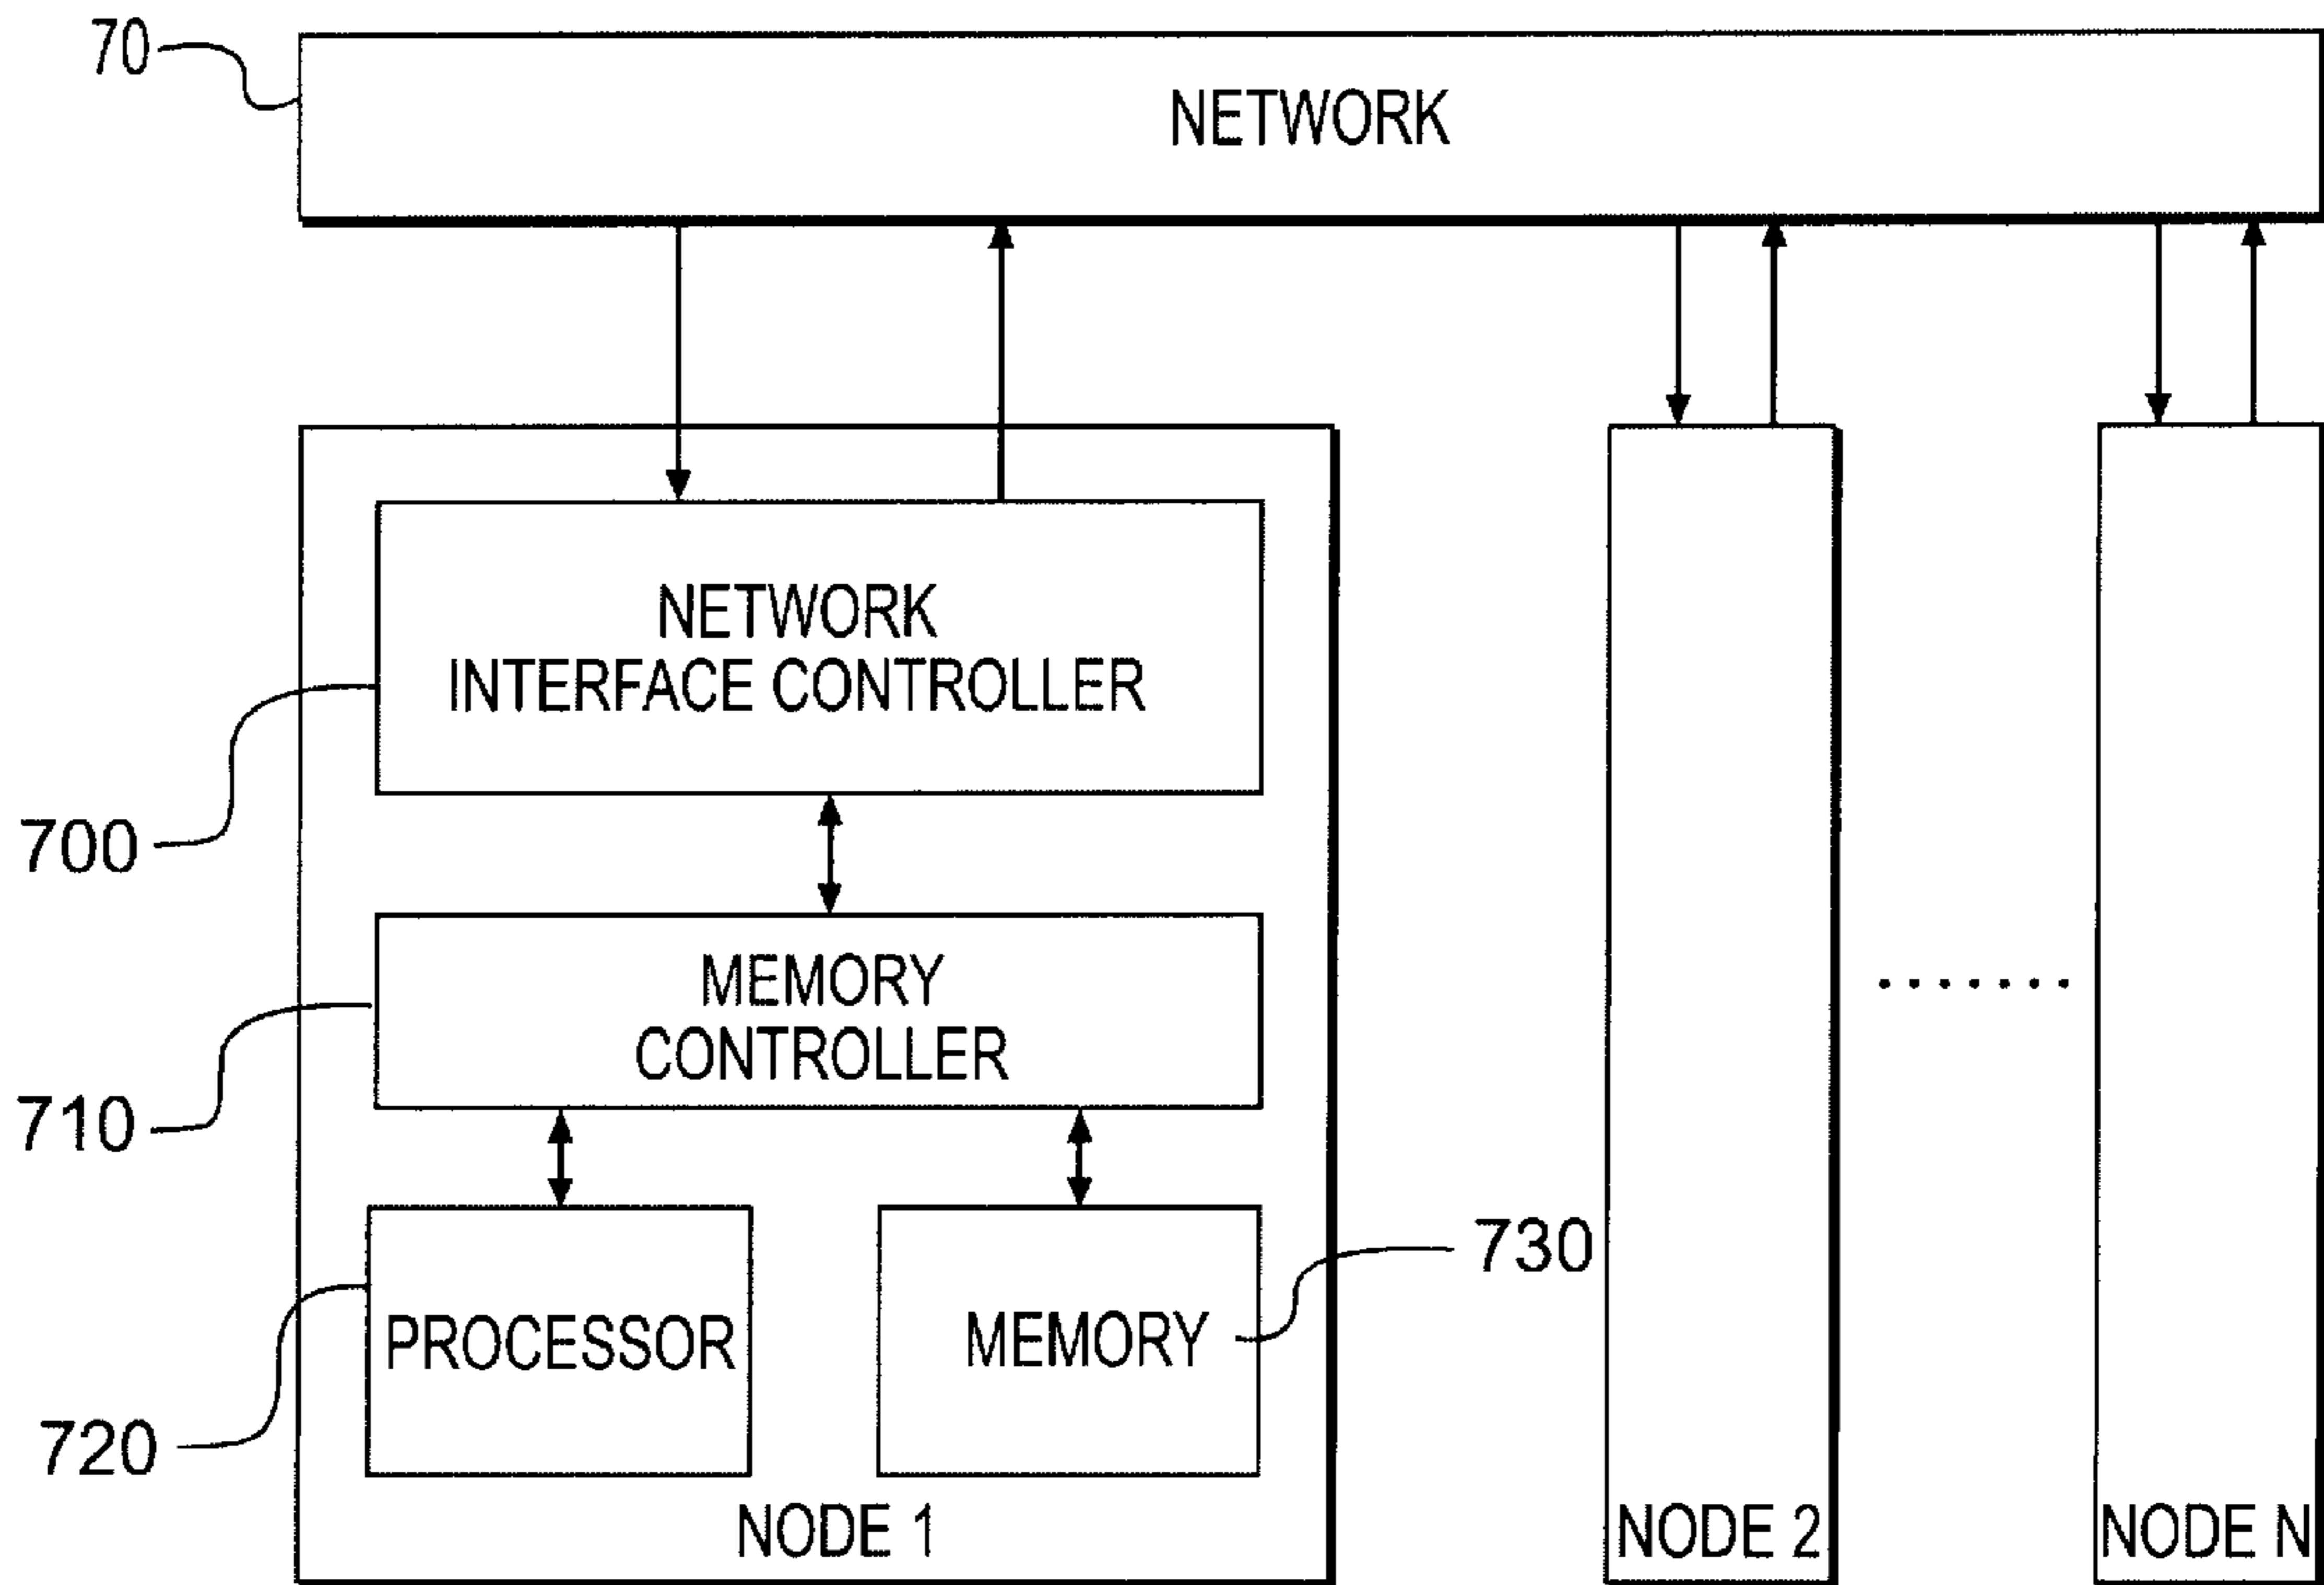 70
NETWORK
NETWORK
INTERFACE CONTROLLER
700
MEMORY
CONTROLLER
710
PROCESSOR
MEMORY
730
720
NODE 1
NODE 2
NODE N